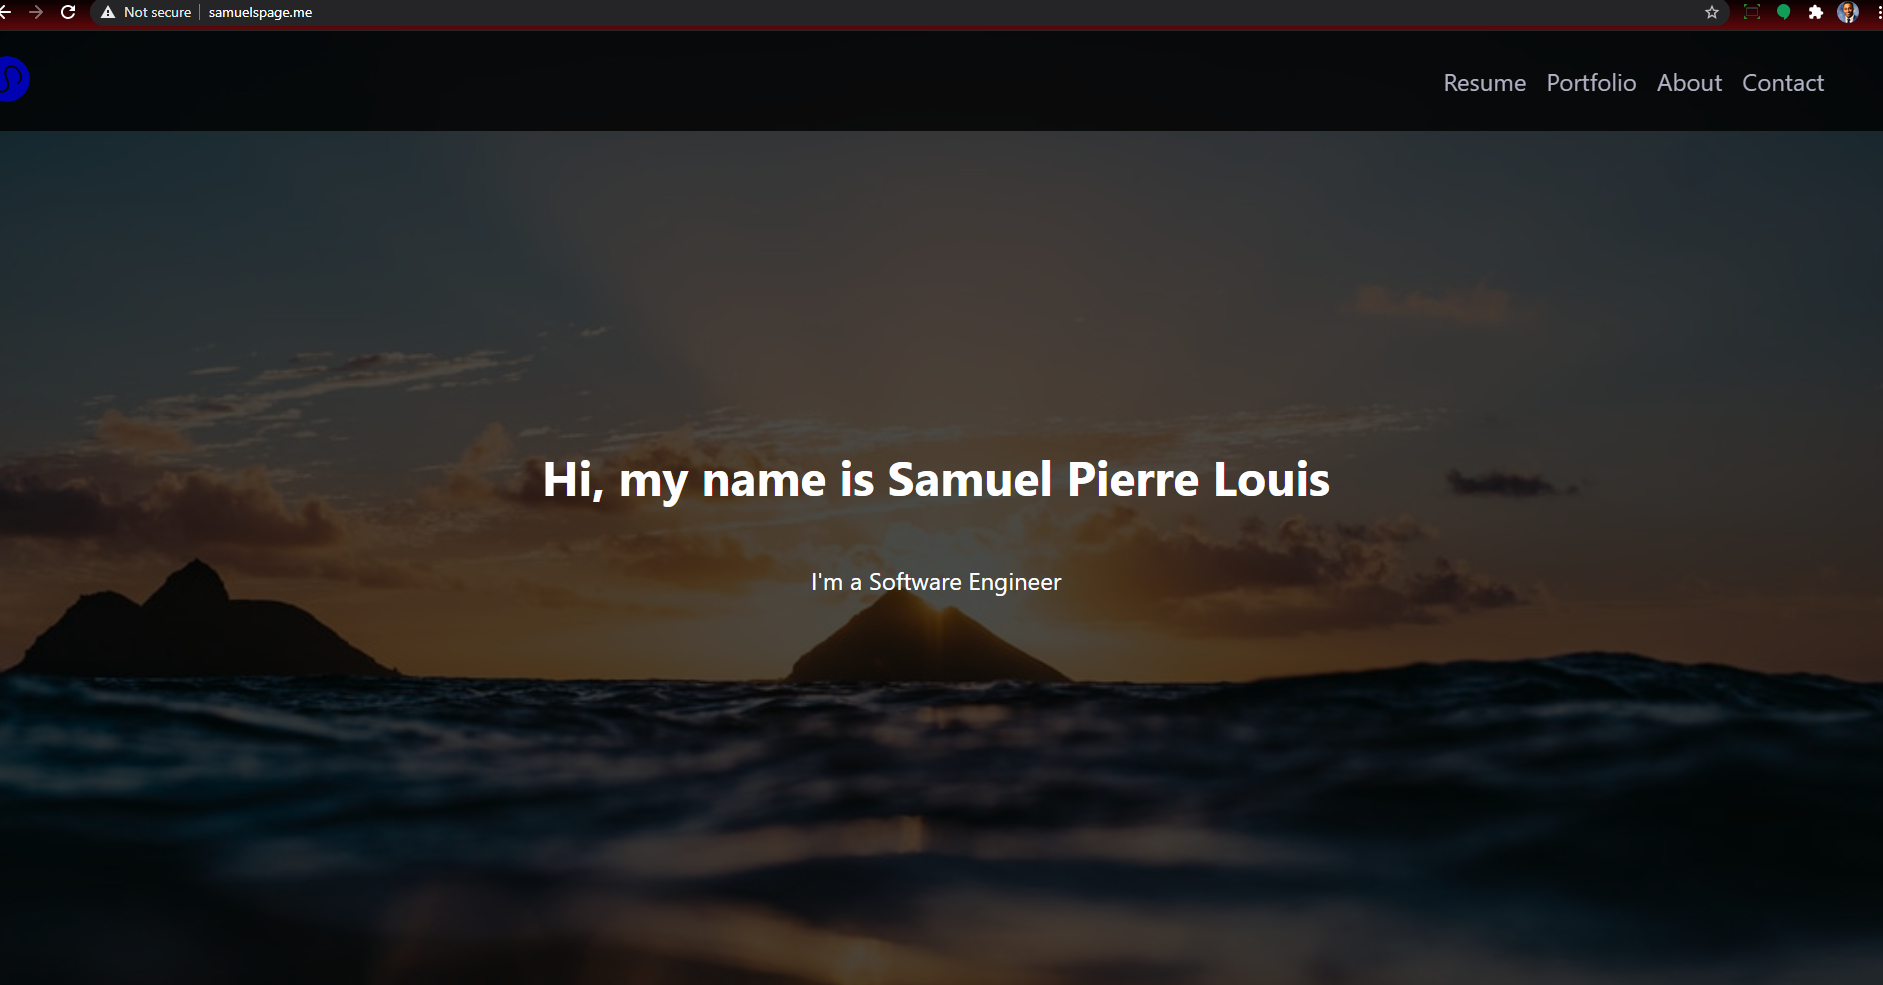 Not secure samuelspage.me
Resume Portfolio About Contact
Hi, my name is Samuel Pierre Louis
I'm a Software Engineer